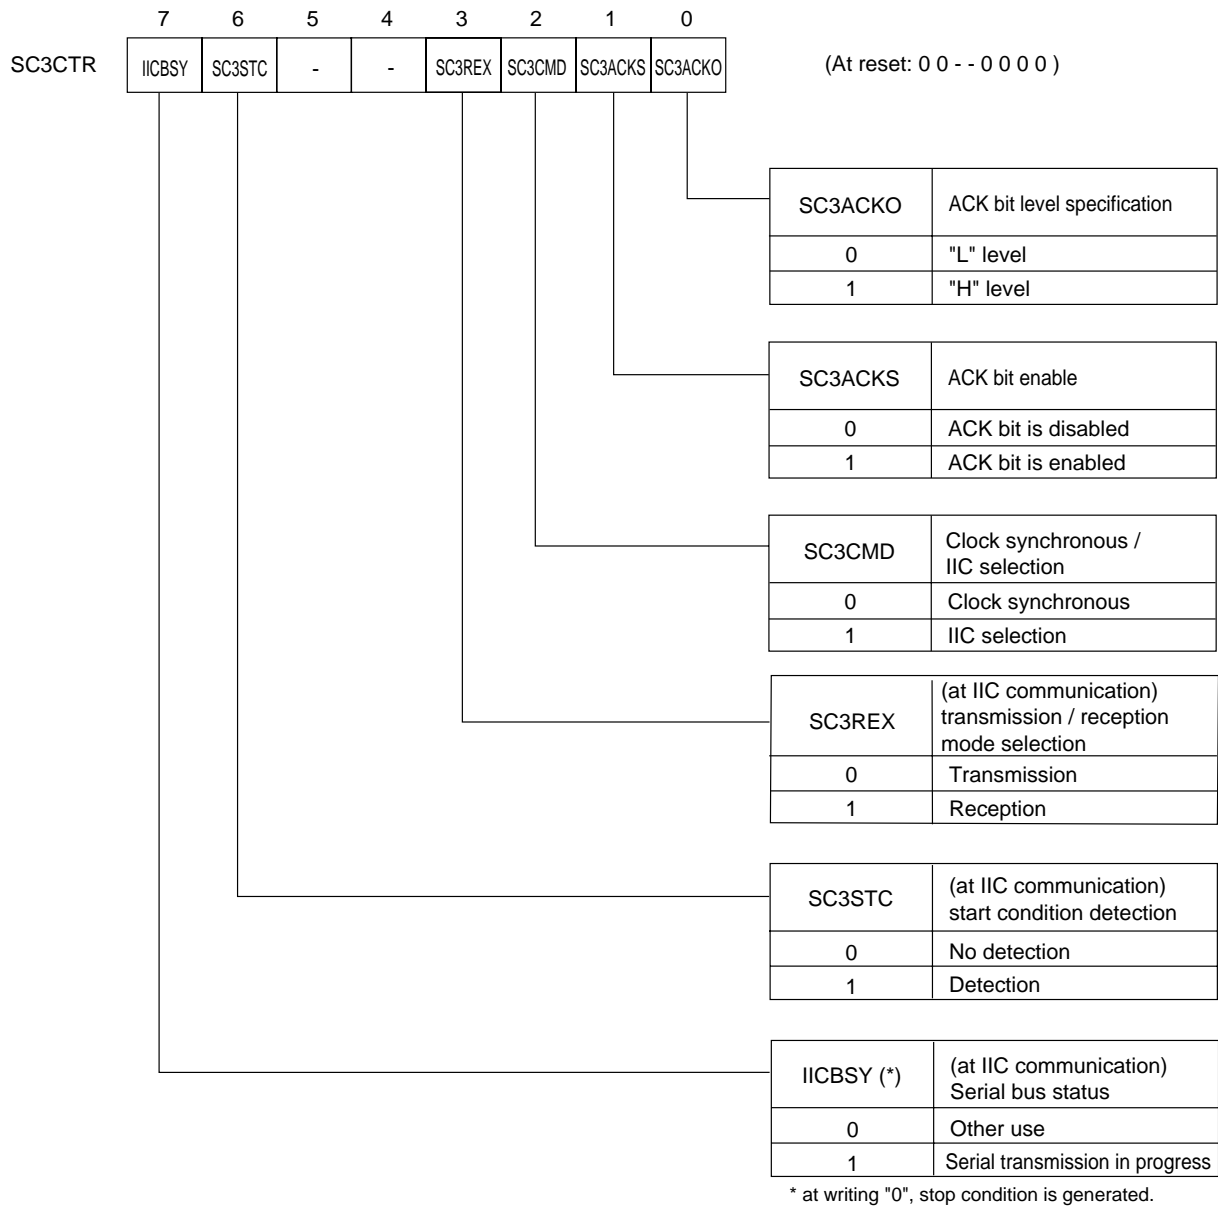 7 6 5 4 3 2 1 0
SC3CTR IICBSY SC3STC - - SC3REX SC3CMD SC3ACKS SC3ACKO (At reset: 0 0 - - 0 0 0 0 )
SC3ACKO ACK bit level specification
0 "L" level
1 "H" level
SC3ACKS ACK bit enable
0 ACK bit is disabled
1 ACK bit is enabled
SC3CMD Clock synchronous /
IIC selection
0 Clock synchronous
1 IIC selection
(at IIC communication)
SC3REX transmission / reception
mode selection
0 Transmission
1 Reception
SC3STC (at IIC communication)
start condition detection
0 No detection
1 Detection
IICBSY (*) (at IIC communication)
Serial bus status
0 Other use
1 Serial transmission in progress
* at writing "0", stop condition is generated.